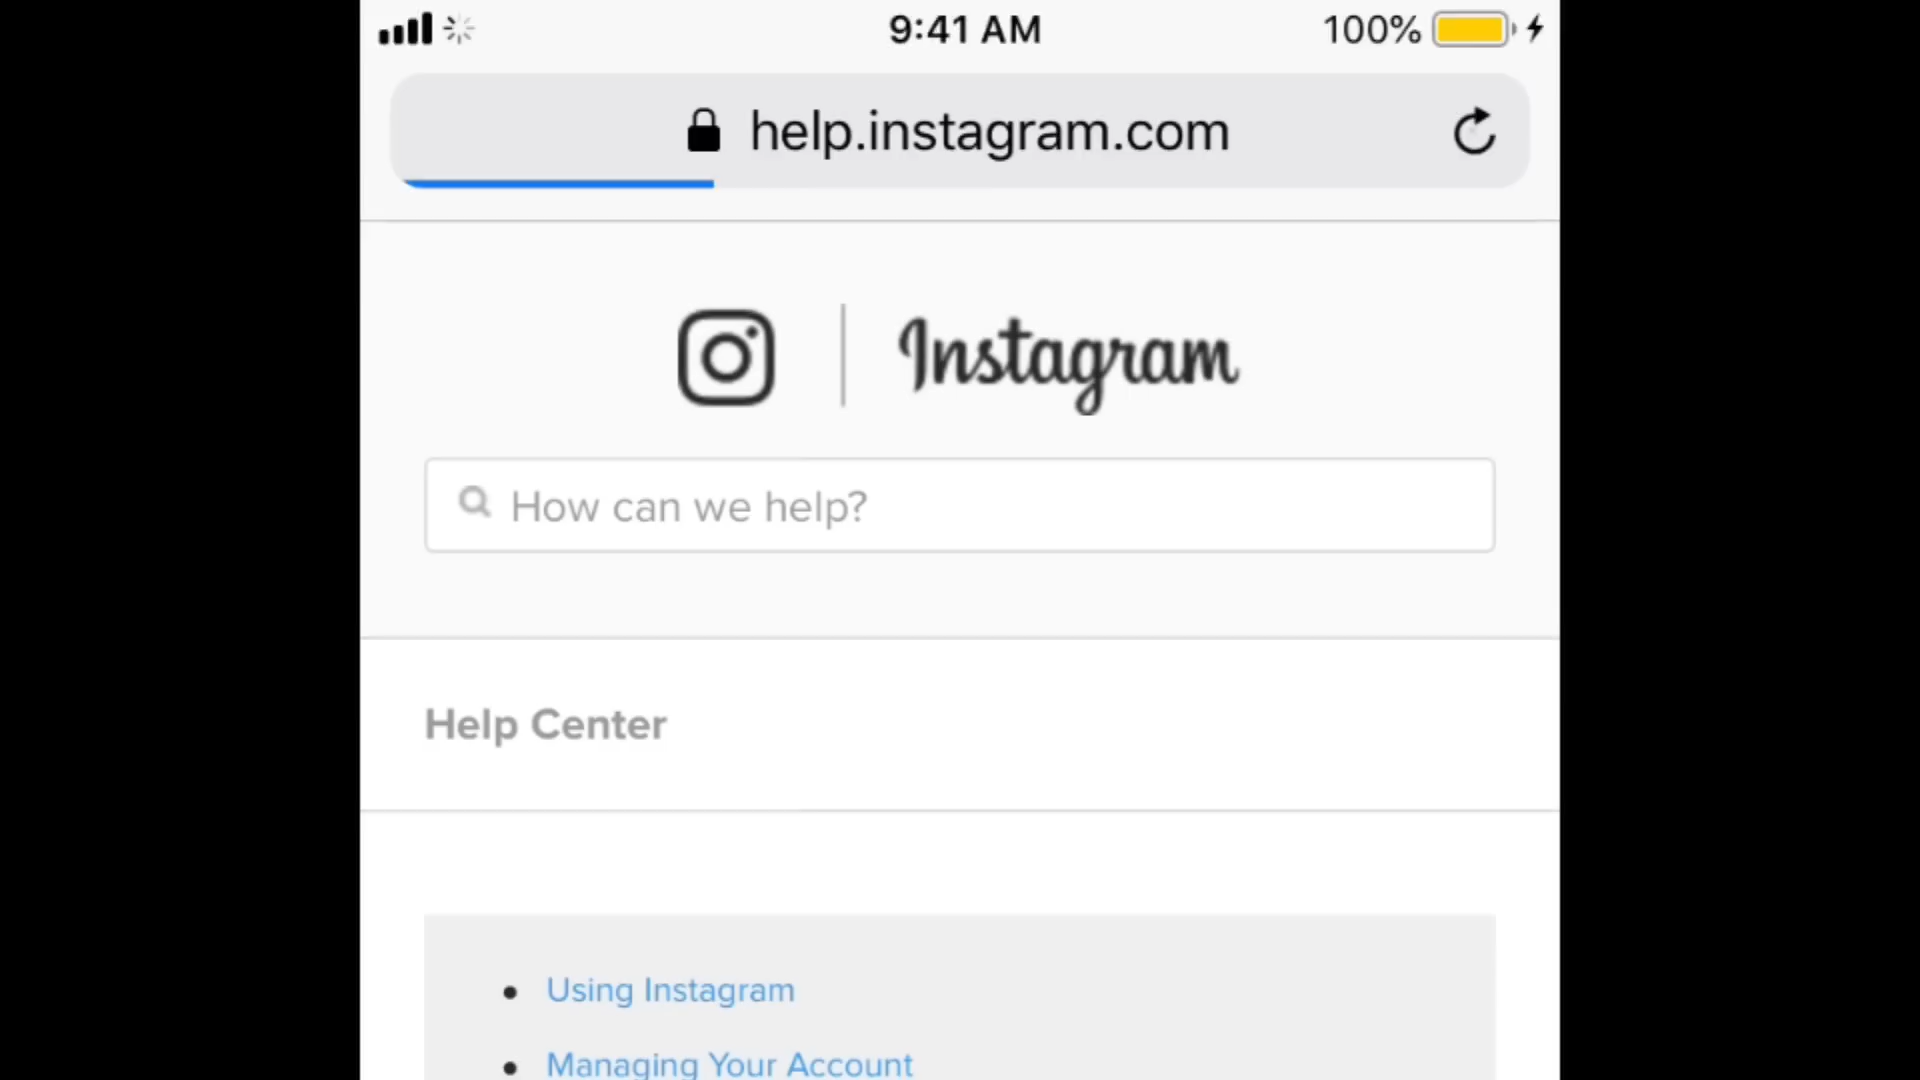 9:41 AM 100%
help.instagram.com
Instagram
How can we help?
Help Center
Using Instagram
Managing Your Account